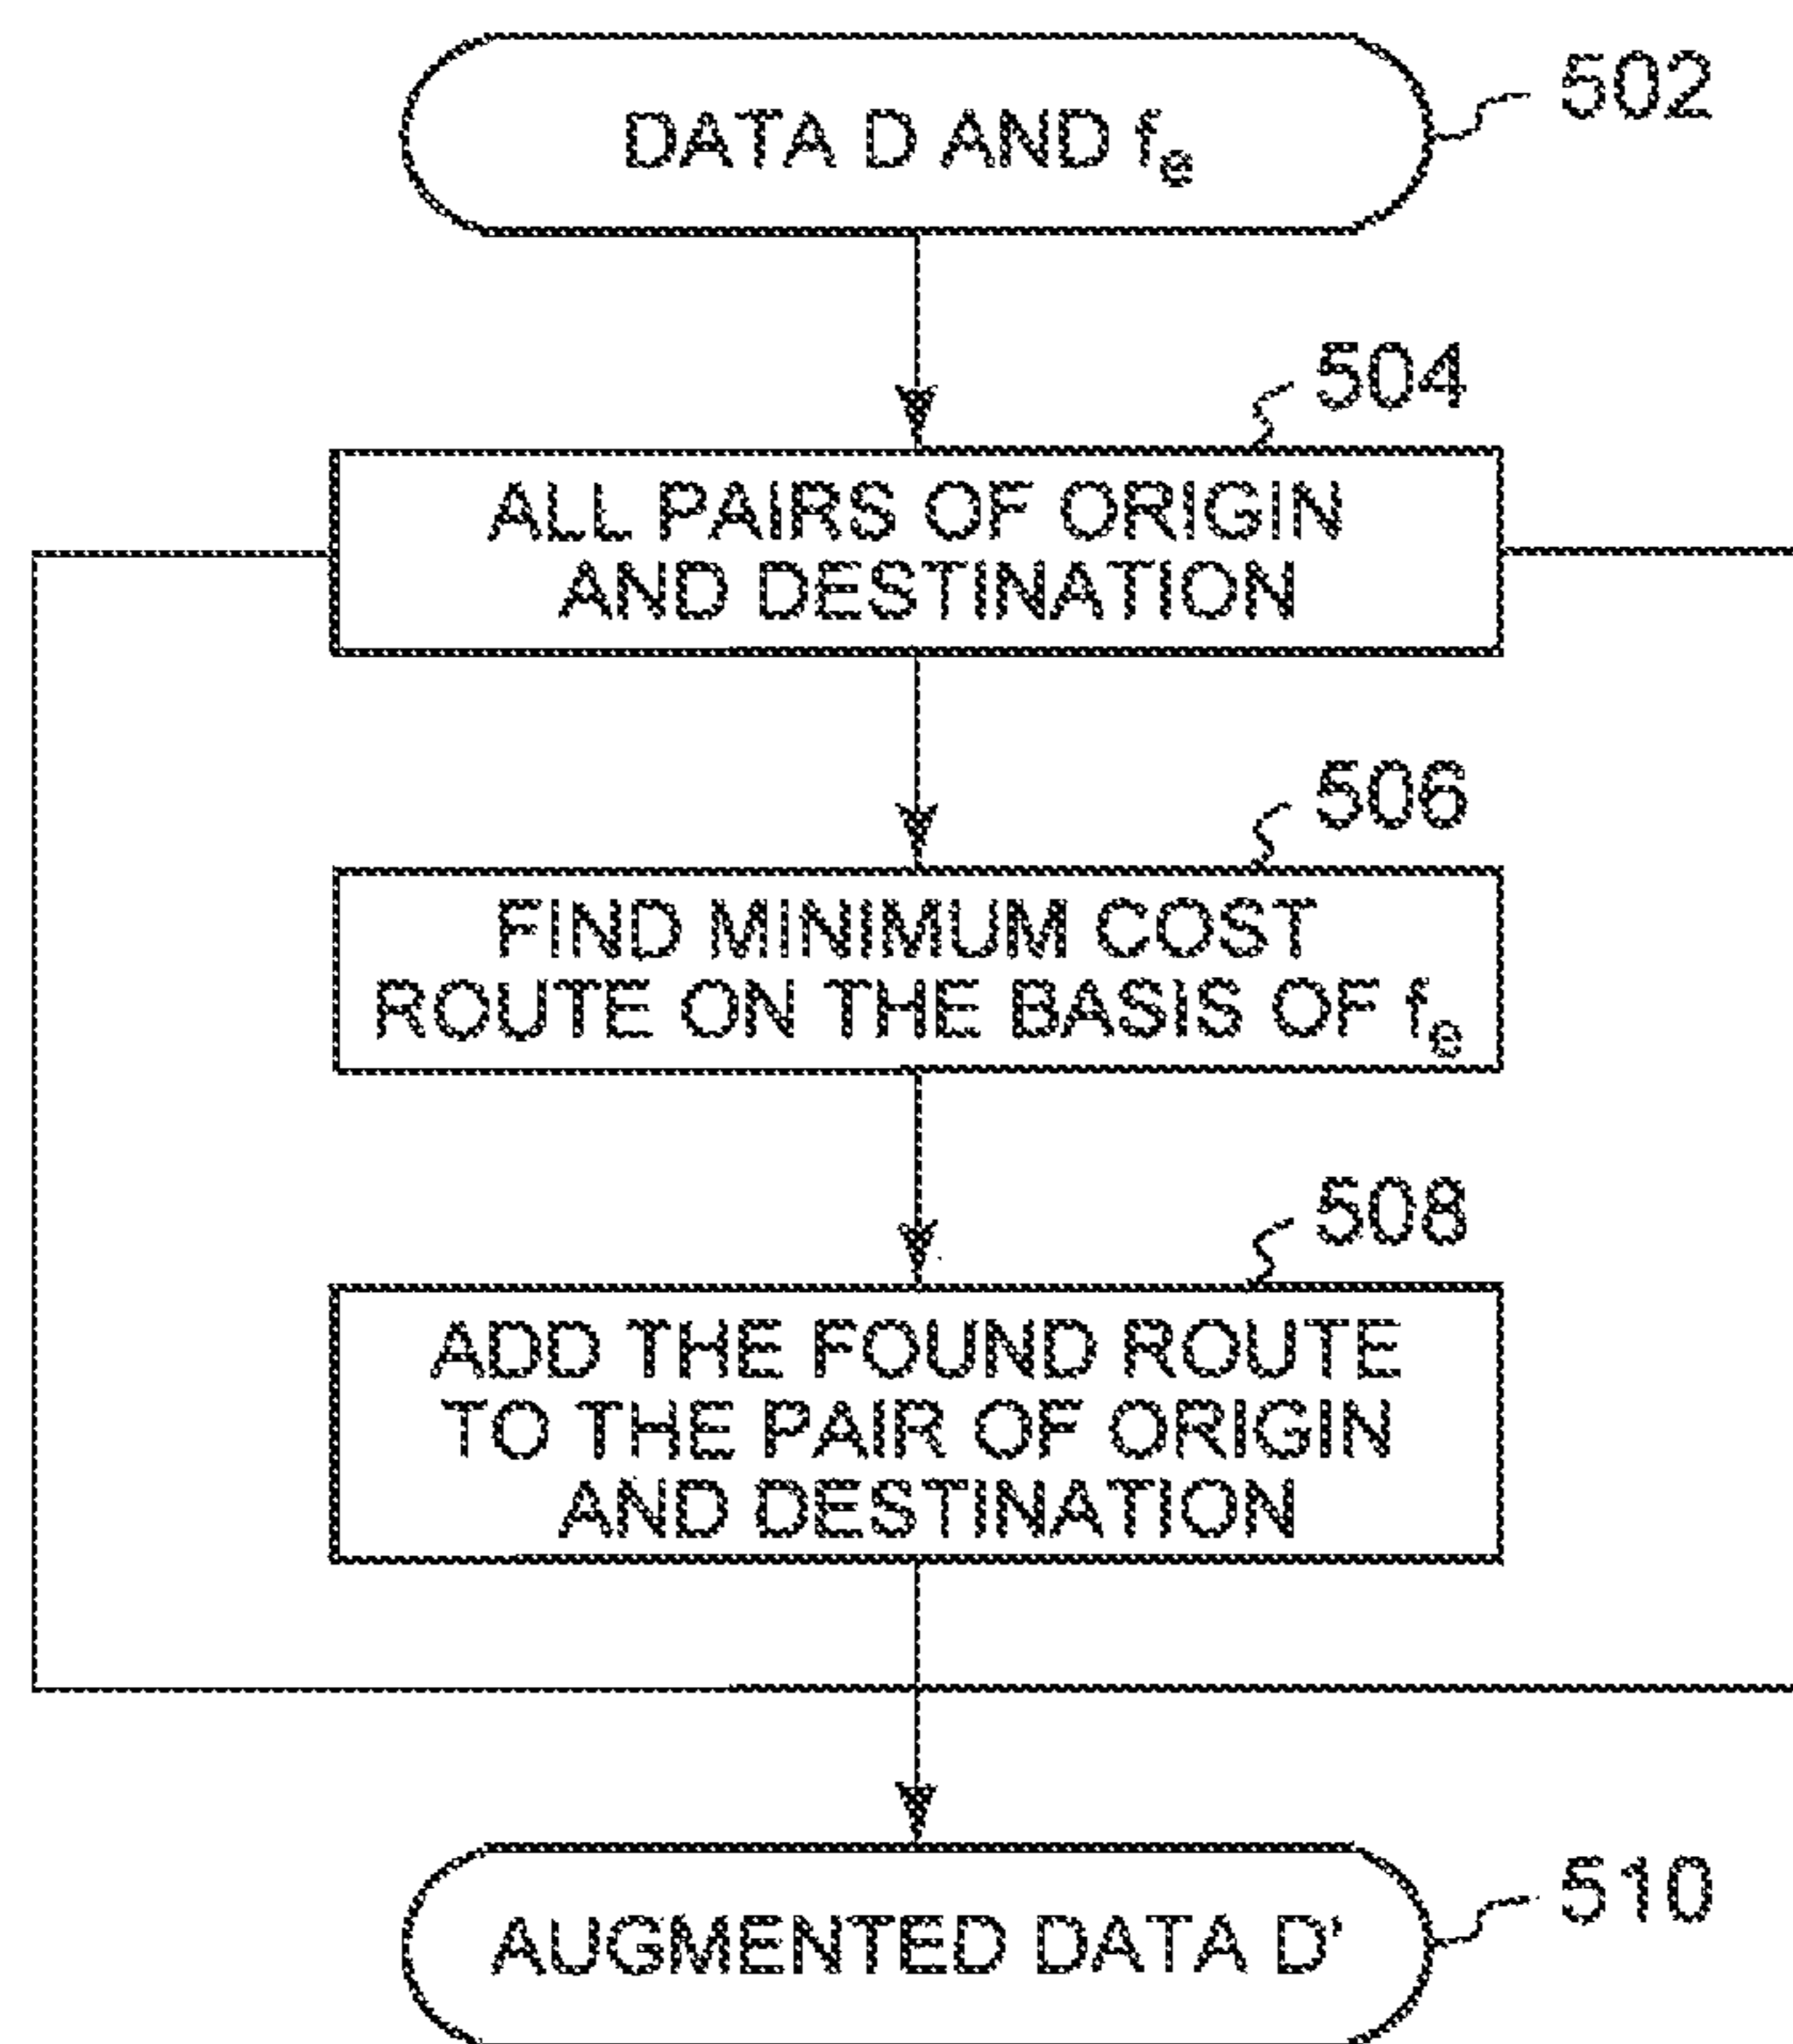 DATA D AND fe
502
504
ALL PAIRS OF ORIGIN
AND DESTINATION
506
FIND MINIMUM COST
ROUTE ON THE BASIS OF fe
508
ADD THE FOUND ROUTE
TO THE PAIR OF ORIGIN
AND DESTINATION
AUGMENTED DATA D'
510